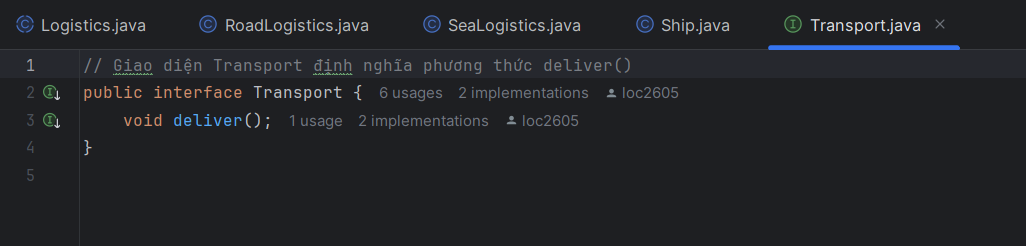 Logistics.java RoadLogistics.java SeaLogistics.java Ship.java Transport.java
1 // Giao diện Transport định nghĩa phương thức deliver()
2 public interface Transport { 6 usages 2 implementations loc2605
3 void deliver(); 1 usage 2 implementations loc2605
4 }
5